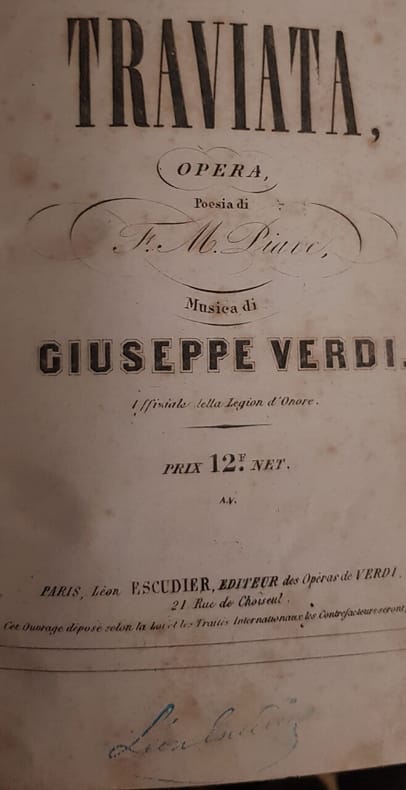 TRAVIATA,
OPERA,
Poesia di
F. M. Piave,
Musica di
GIUSEPPE VERDI.
Uffiziale della Legion d'Onore.
PRIX 12F. NET.
A.V.
PARIS, Léon ESCUDIER, EDITEUR des Opéras de VERDI.
21 Rue de Choiseul.
Cet Ouvrage déposé selon la Loi et les Traités Internationaux les Contrefacteurs seront
Léon Escudier